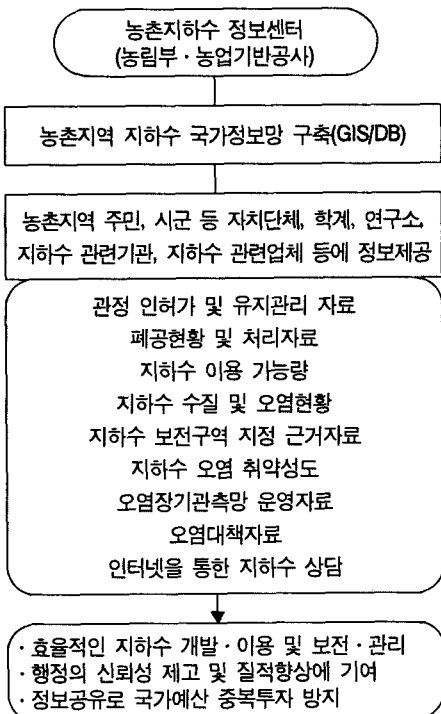 농촌지하수 정보센터
(농림부 · 농업기반공사)
농촌지역 지하수 국가정보망 구축(GIS/DB)
농촌지역 주민, 시군 등 자치단체, 학계, 연구소,
지하수 관련기관, 지하수 관련업체 등에 정보제공
관정 인허가 및 유지관리 자료
폐공현황 및 처리자료
지하수 이용 가능량
지하수 수질 및 오염현황
지하수 보전구역 지정 근거자료
지하수 오염 취약성도
오염장기관측망 운영자료
오염대책자료
인터넷을 통한 지하수 상담
· 효율적인 지하수 개발 · 이용 및 보전 · 관리
· 행정의 신뢰성 제고 및 질적향상에 기여
· 정보공유로 국가예산 중복투자 방지